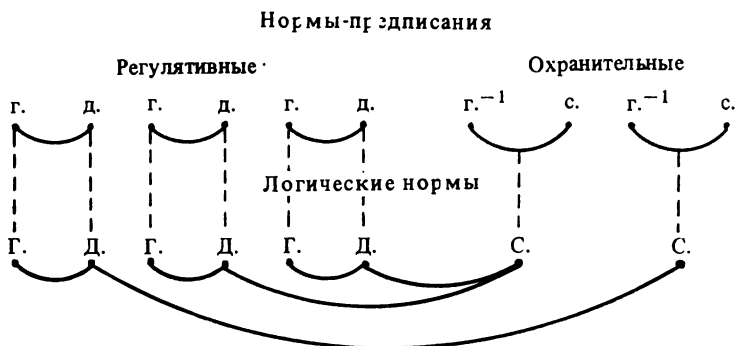 Нормы-предписания
Регулятивные Охранительные
г. д. г. д. г. д. г.⁻¹ с. г.⁻¹ с.
Логические нормы
Г. Д. Г. Д. Г. Д. С. С.